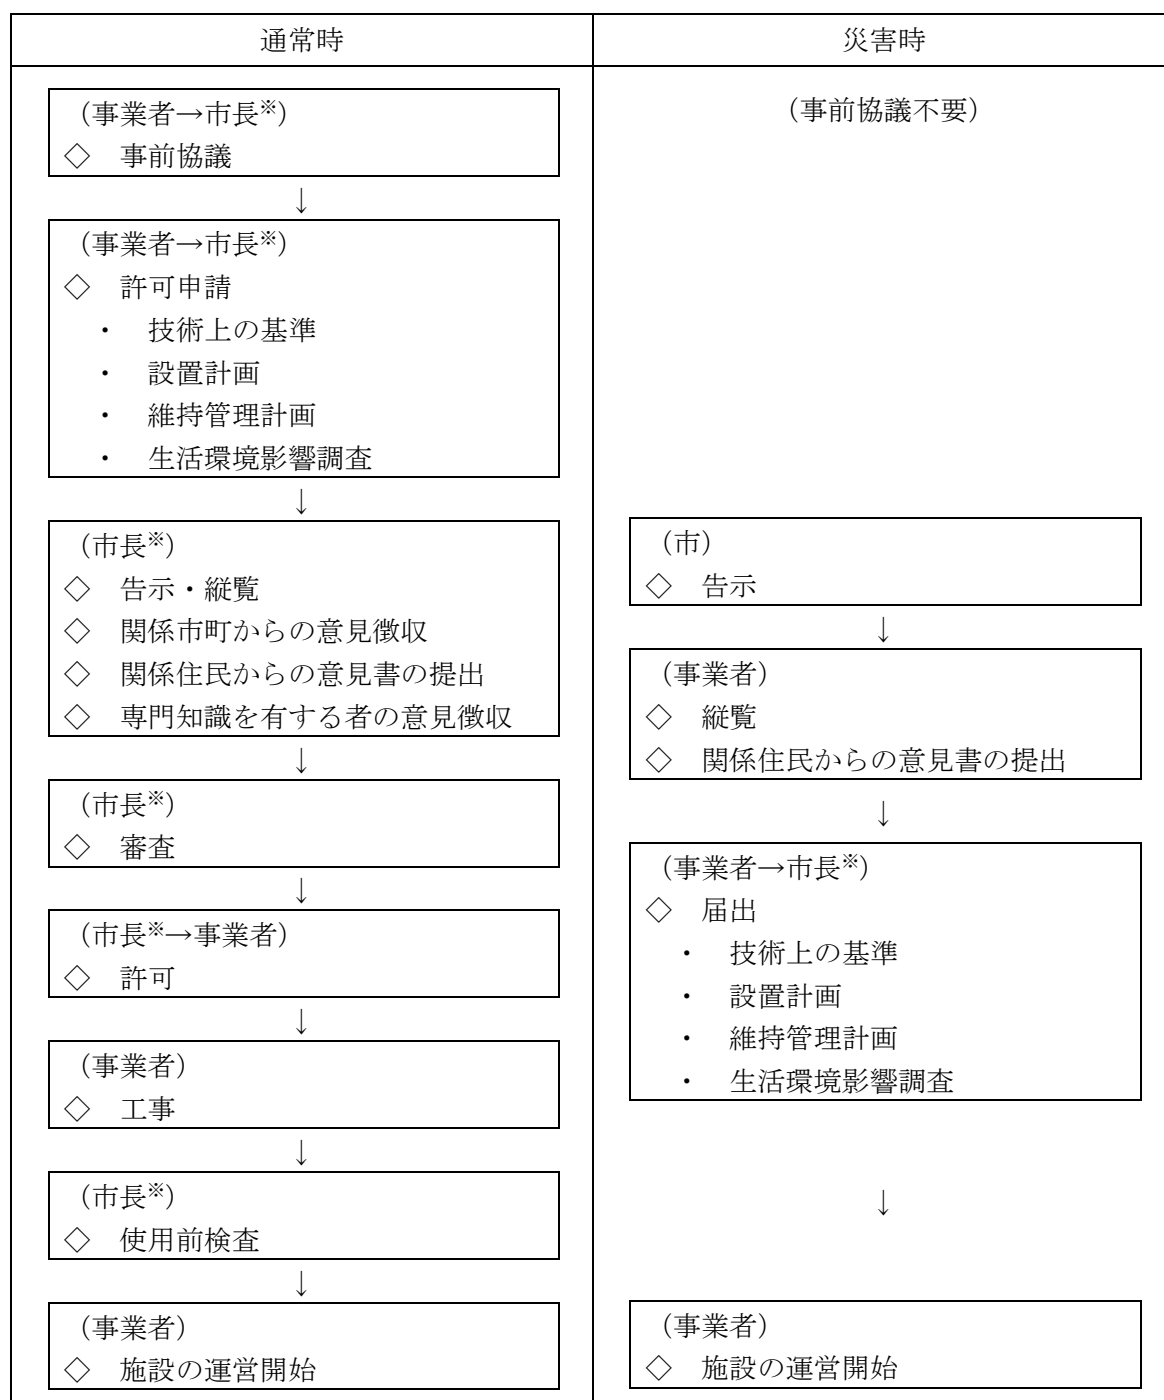 通常時
(事業者→市長※)
◇ 事前協議
↓
(事業者→市長※)
◇ 許可申請
・ 技術上の基準
・ 設置計画
・ 維持管理計画
・ 生活環境影響調査
↓
(市長※)
◇ 告示・縦覧
◇ 関係市町からの意見徴収
◇ 関係住民からの意見書の提出
◇ 専門知識を有する者の意見徴収
↓
(市長※)
◇ 審査
↓
(市長※→事業者)
◇ 許可
↓
(事業者)
◇ 工事
↓
(市長※)
◇ 使用前検査
↓
(事業者)
◇ 施設の運営開始
災害時
(事前協議不要)
(市)
◇ 告示
↓
(事業者)
◇ 縦覧
◇ 関係住民からの意見書の提出
↓
(事業者→市長※)
◇ 届出
・ 技術上の基準
・ 設置計画
・ 維持管理計画
・ 生活環境影響調査
↓
(事業者)
◇ 施設の運営開始